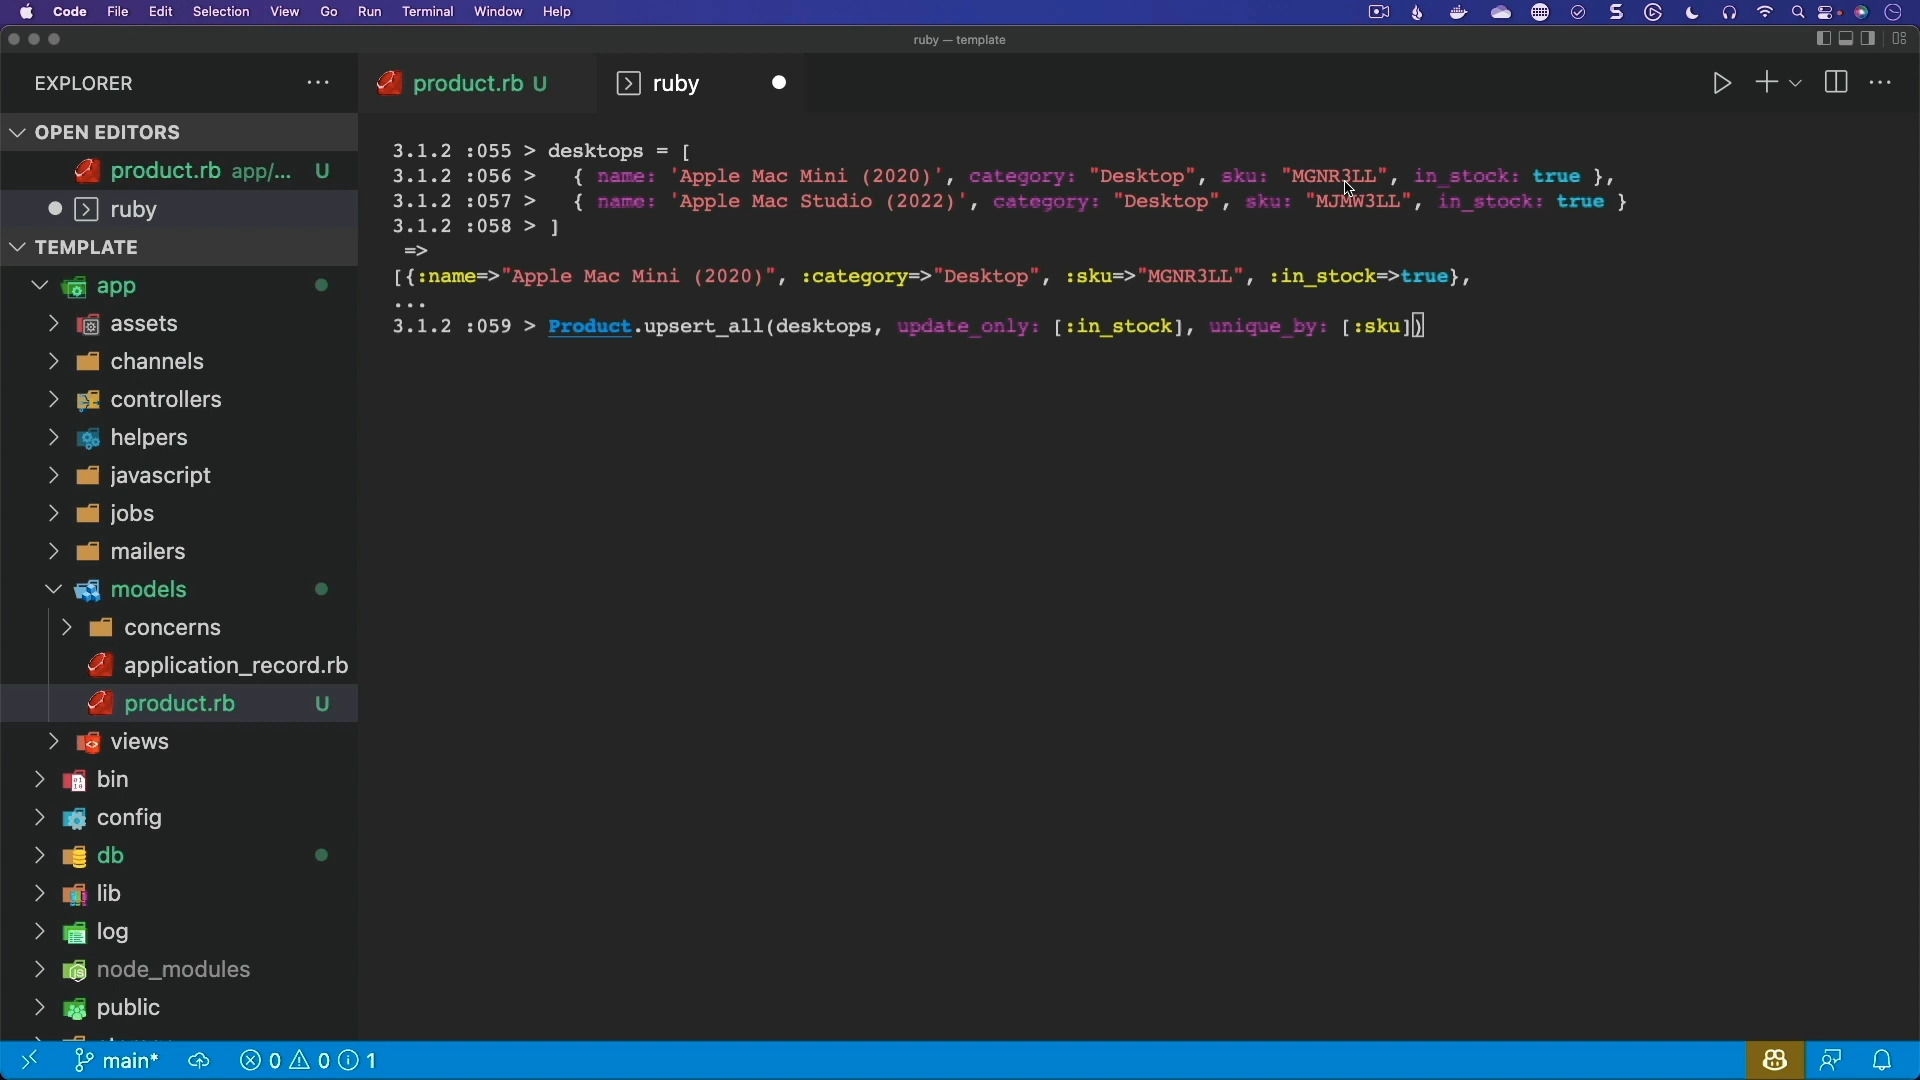 Code File Edit Selection View Go Run Terminal Window Help
ruby — template
EXPLORER
product.rb U
ruby
OPEN EDITORS
product.rb app/... U
ruby
TEMPLATE
app
assets
channels
controllers
helpers
javascript
jobs
mailers
models
concerns
application_record.rb
product.rb U
views
bin
config
db
lib
log
node_modules
public
3.1.2 :055 > desktops = [
3.1.2 :056 >   { name: 'Apple Mac Mini (2020)', category: "Desktop", sku: "MGNR3LL", in_stock: true },
3.1.2 :057 >   { name: 'Apple Mac Studio (2022)', category: "Desktop", sku: "MJMW3LL", in_stock: true }
3.1.2 :058 > ]
=>
[{:name=>"Apple Mac Mini (2020)", :category=>"Desktop", :sku=>"MGNR3LL", :in_stock=>true},
...
3.1.2 :059 > Product.upsert_all(desktops, update_only: [:in_stock], unique_by: [:sku])
main* 0 0 1